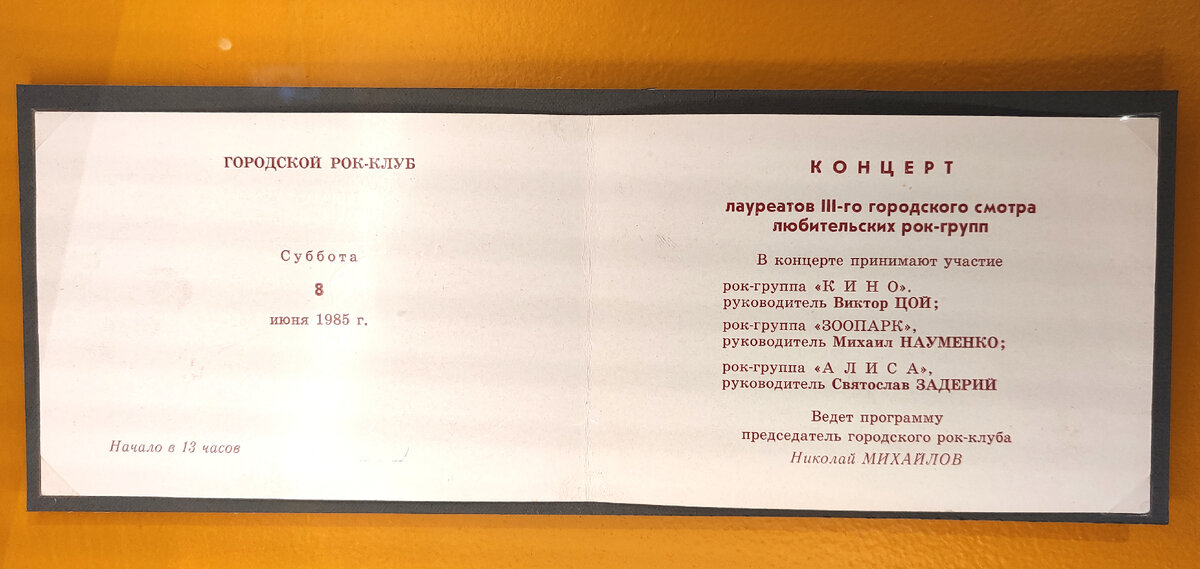 ГОРОДСКОЙ РОК-КЛУБ
Суббота
8
июня 1985 г.
Начало в 13 часов
КОНЦЕРТ
лауреатов III-го городского смотра
любительских рок-групп
В концерте принимают участие
рок-группа «К И Н О».
руководитель Виктор ЦОЙ;
рок-группа «ЗООПАРК»,
руководитель Михаил НАУМЕНКО;
рок-группа «А Л И С А»,
руководитель Святослав ЗАДЕРИЙ
Ведет программу
председатель городского рок-клуба
Николай МИХАЙЛОВ